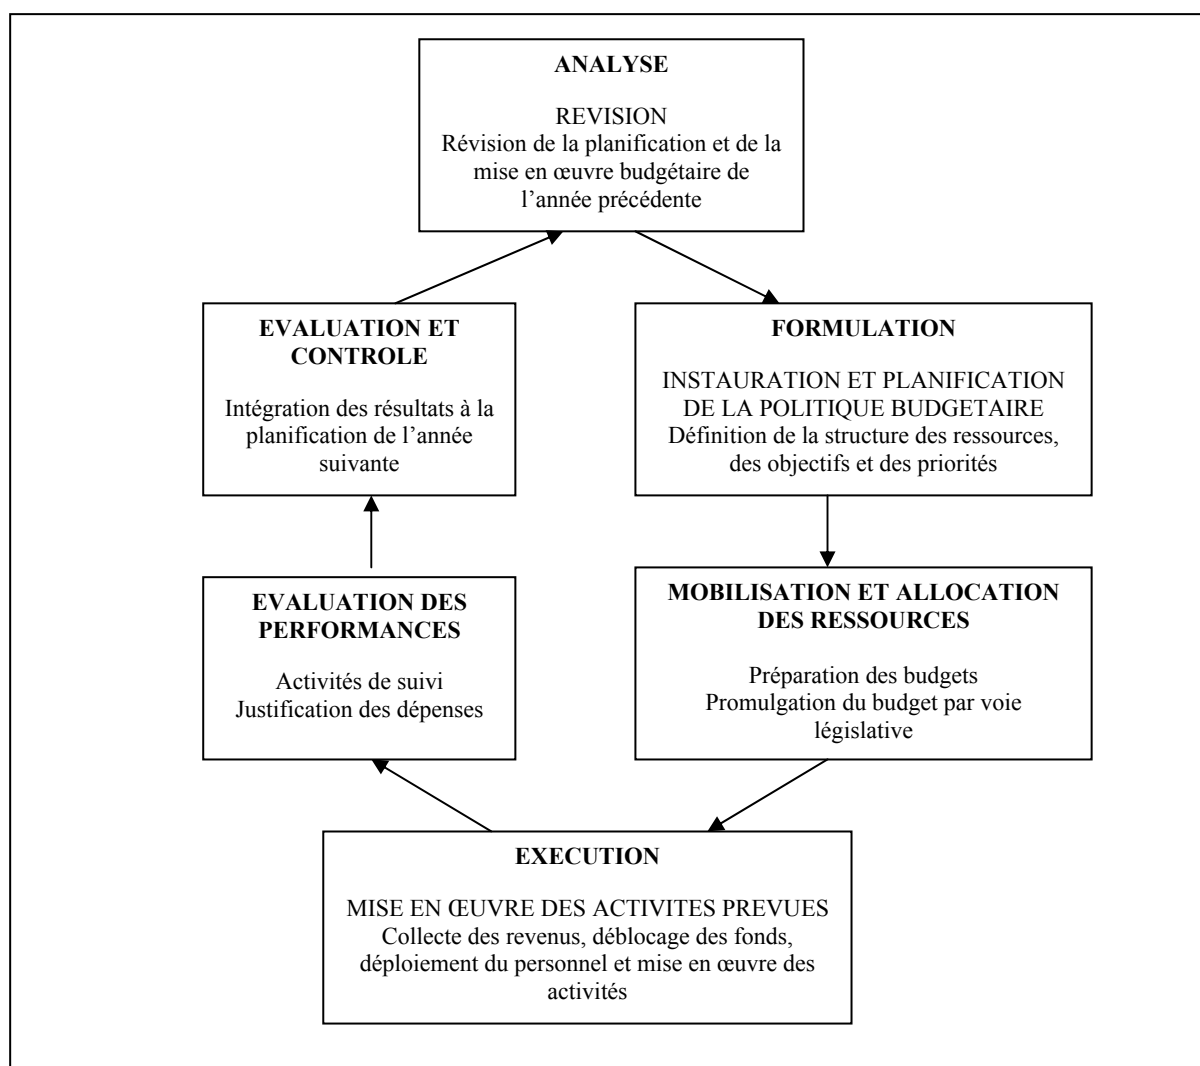 ANALYSE
REVISION
Révision de la planification et de la
mise en œuvre budgétaire de
l’année précédente
EVALUATION ET
CONTROLE
Intégration des résultats à la
planification de l’année
suivante
FORMULATION
INSTAURATION ET PLANIFICATION
DE LA POLITIQUE BUDGETAIRE
Définition de la structure des ressources,
des objectifs et des priorités
EVALUATION DES
PERFORMANCES
Activités de suivi
Justification des dépenses
MOBILISATION ET ALLOCATION
DES RESSOURCES
Préparation des budgets
Promulgation du budget par voie
législative
EXECUTION
MISE EN ŒUVRE DES ACTIVITES PREVUES
Collecte des revenus, déblocage des fonds,
déploiement du personnel et mise en œuvre des
activités